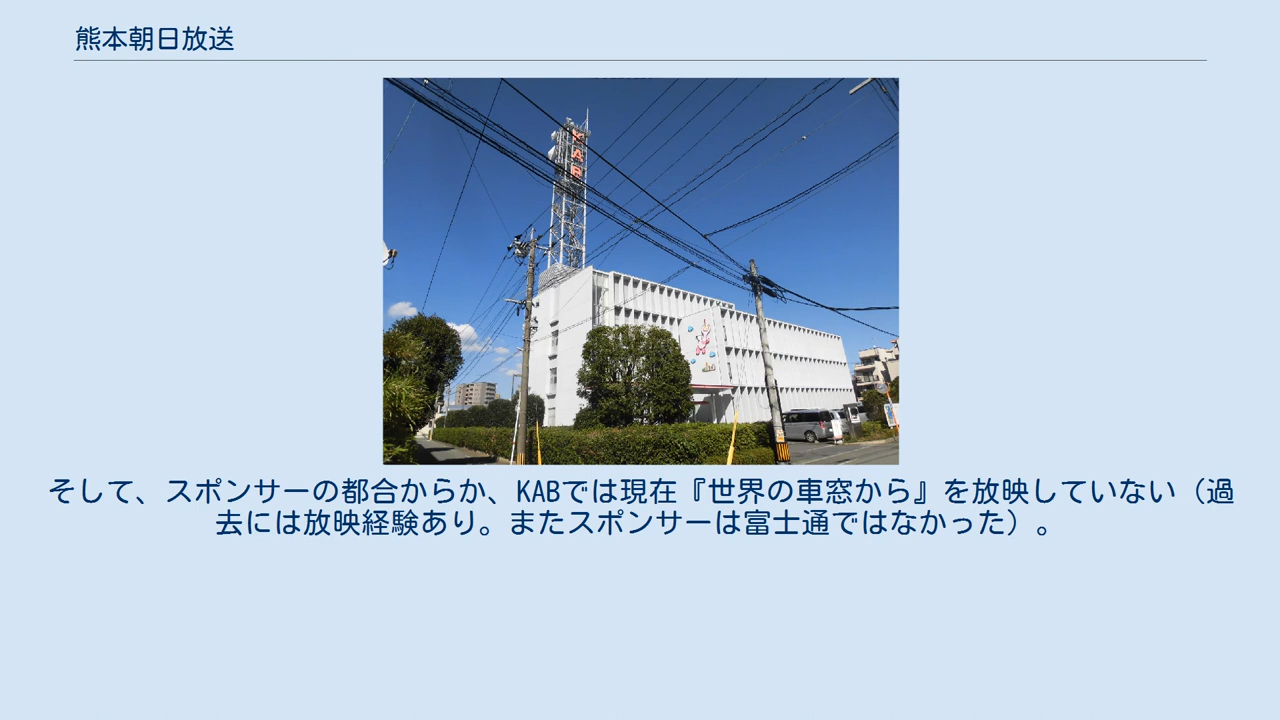 熊本朝日放送
KAB
そして、スポンサーの都合からか、KABでは現在『世界の車窓から』を放映していない（過
去には放映経験あり。またスポンサーは富士通ではなかった）。